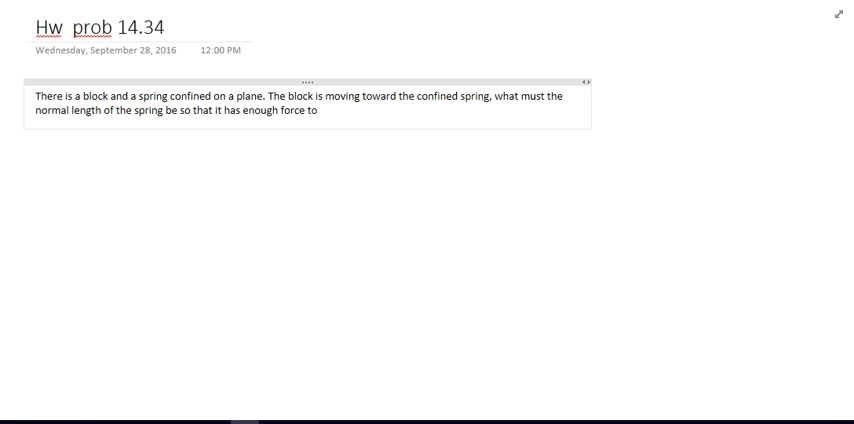 Hw prob 14.34
Wednesday, September 28, 2016 12:00 PM
There is a block and a spring confined on a plane. The block is moving toward the confined spring, what must the
normal length of the spring be so that it has enough force to